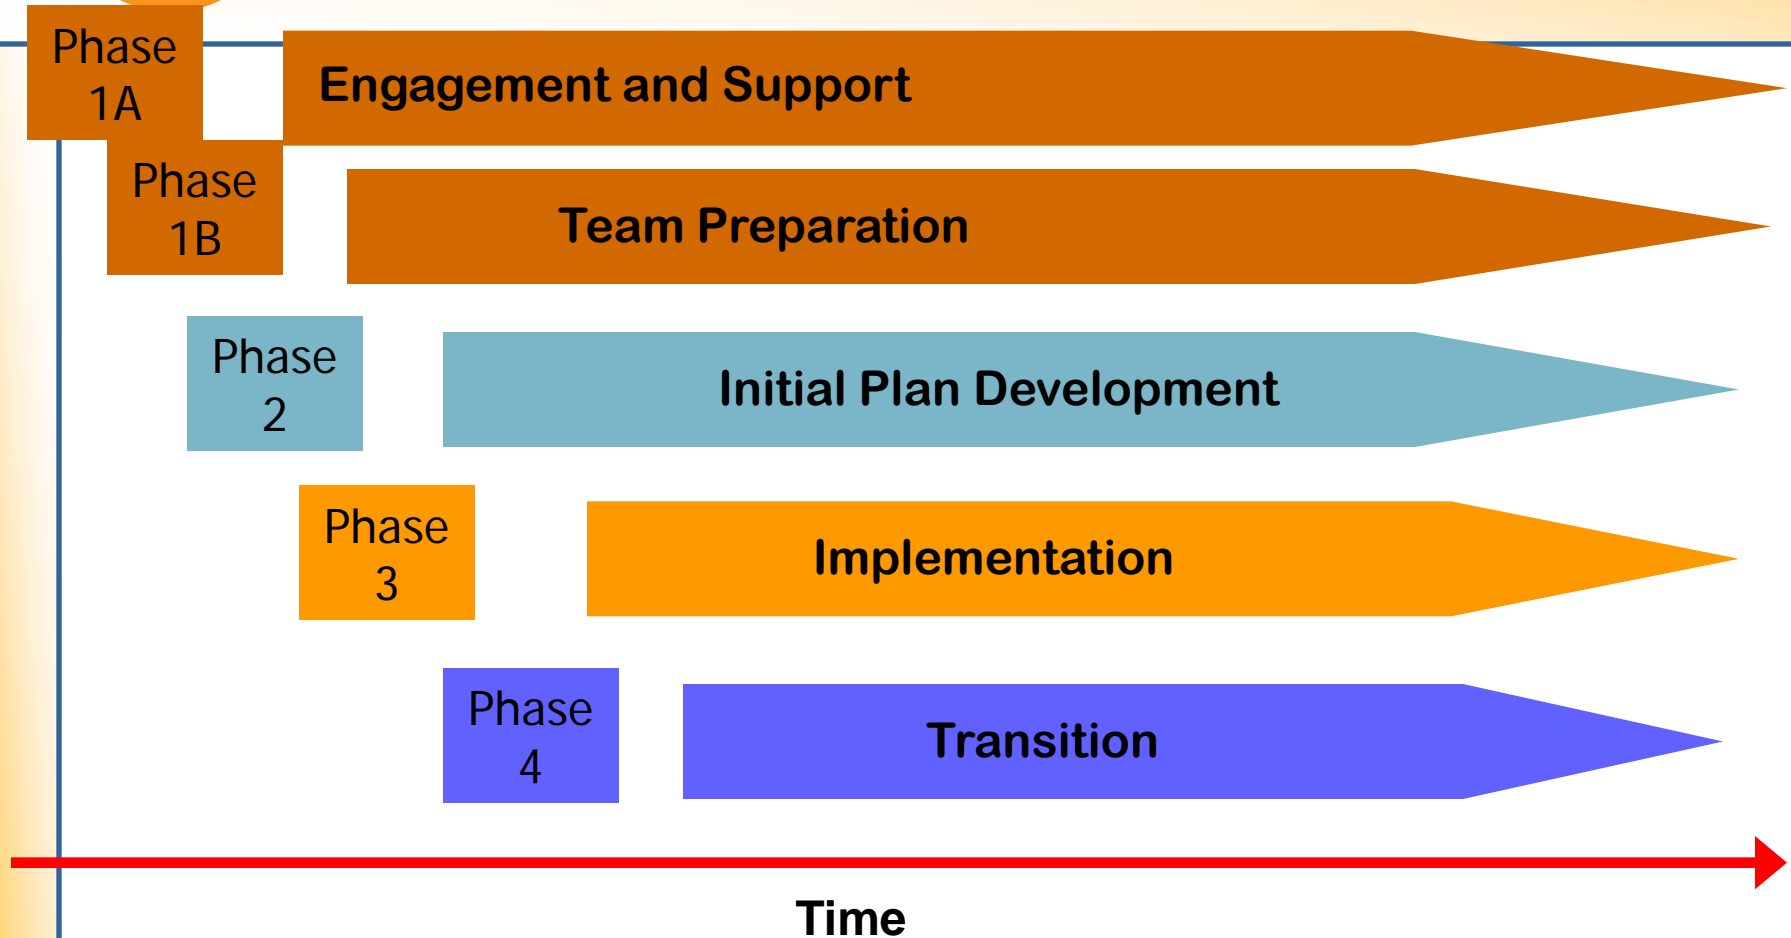 Phase
1A
Engagement and Support
Phase
1B
Team Preparation
Phase
2
Initial Plan Development
Phase
3
Implementation
Phase
4
Transition
Time